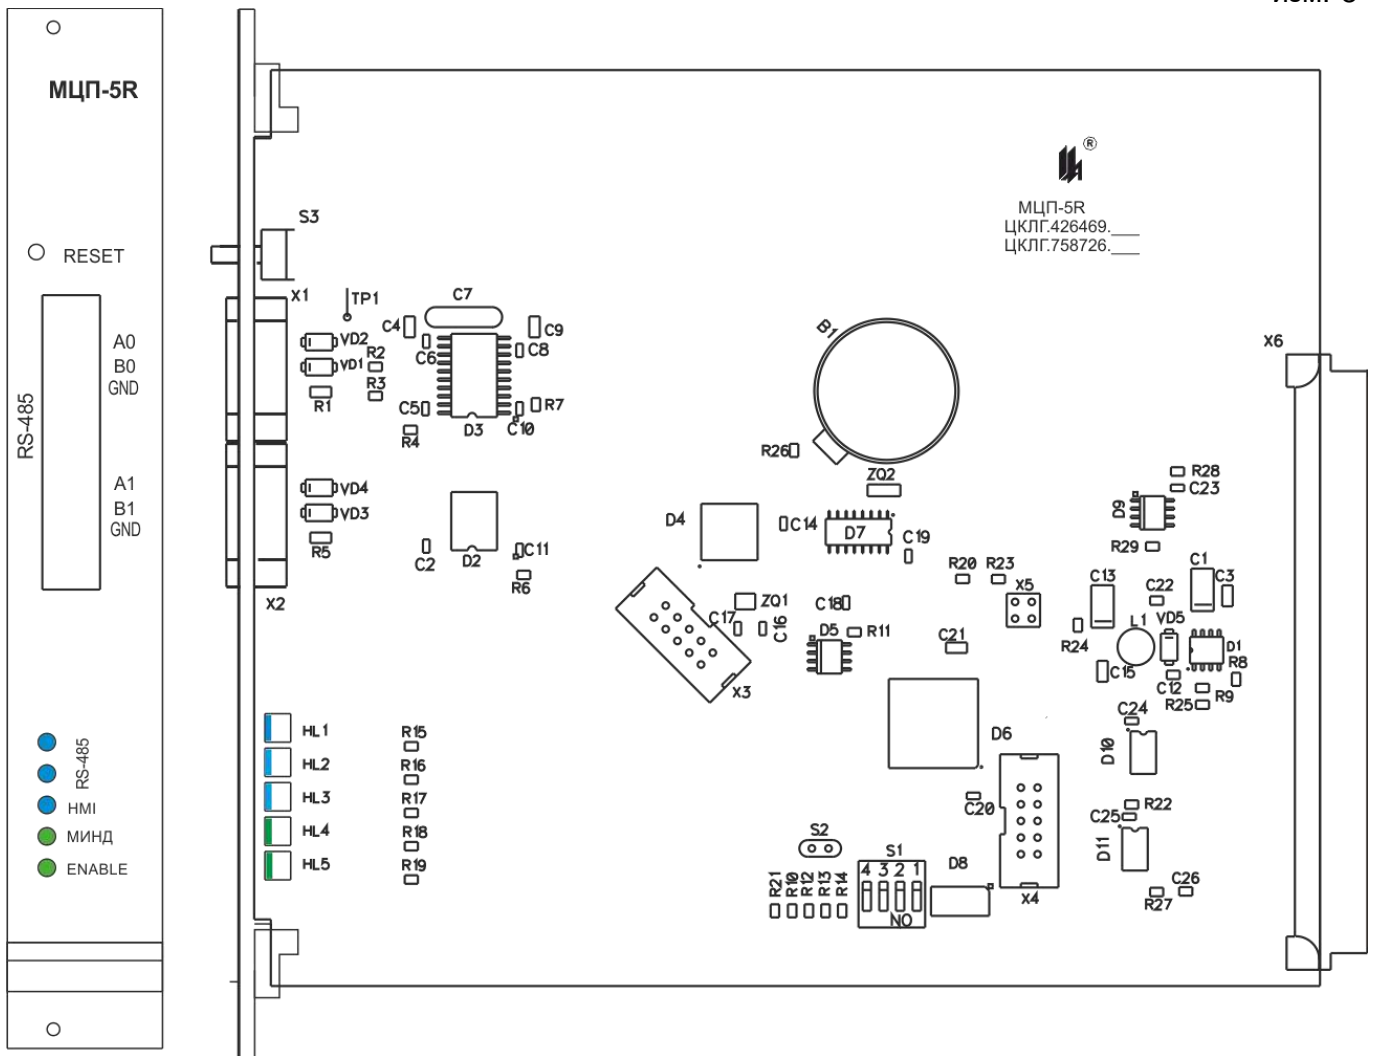 МЦП-5R
RESET
RS-485
A0
B0
GND
A1
B1
GND
RS-485
HMI
МИНД
ENABLE
®
МЦП-5R
ЦКЛГ.426469.___
ЦКЛГ.758726.___
S3
X1
TP1
C7
C4
C9
VD2
R2
C6
C8
VD1
R3
R1
C5
R7
R4
D3
C10
VD4
VD3
R5
C2
D2
C11
R6
X2
B1
X6
R26
ZQ2
D4
C14
D7
C19
R28
C23
D9
R29
R20
R23
X5
C13
C22
C1
C3
ZQ1
C17
C16
C18
D5
R11
C21
R24
L1
VD5
D1
R8
C15
C12
R9
R25
X3
C24
D6
D10
HL1
R15
HL2
R16
HL3
R17
HL4
R18
HL5
R19
C20
R22
C25
D11
S2
S1
4 3 2 1
NO
D8
R21
R10
R12
R13
R14
X4
C26
R27